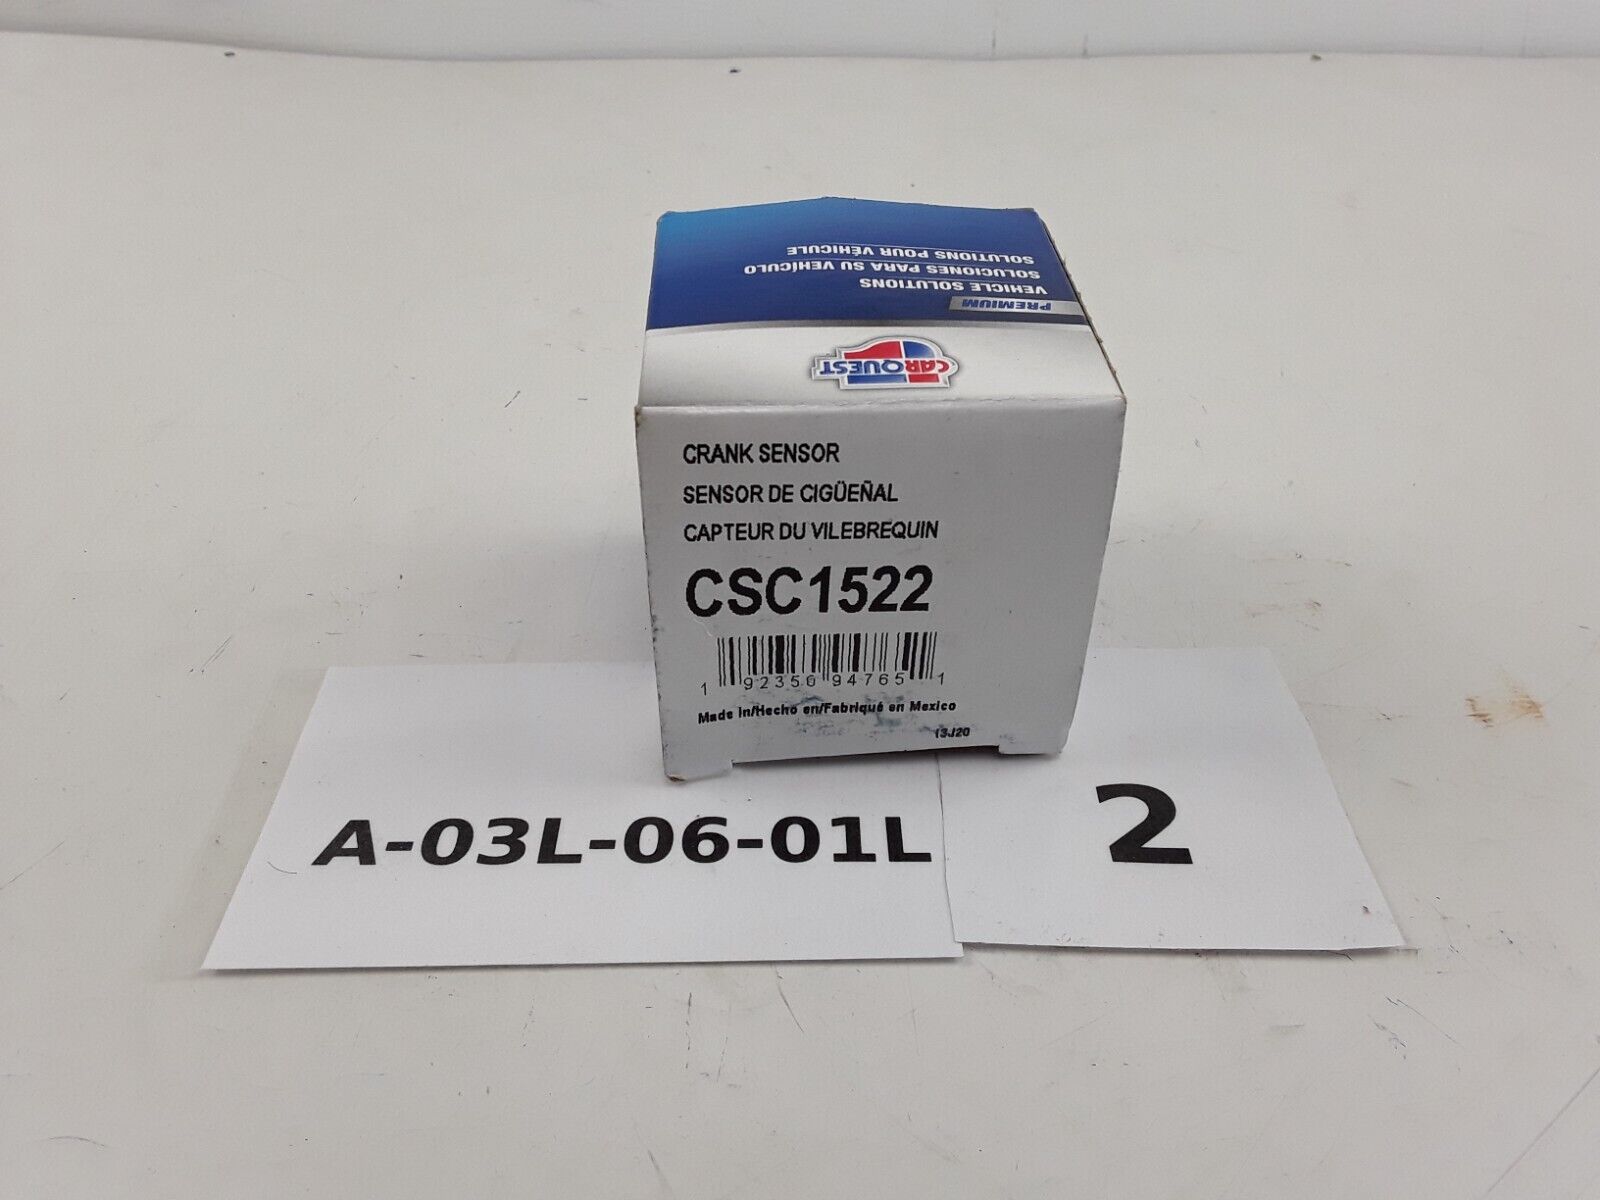 PREMIUM
VEHICLE SOLUTIONS
SOLUCIONES PARA SU VEHÍCULO
SOLUTIONS POUR VÉHICULE
CARQUEST
CRANK SENSOR
SENSOR DE CIGÜEÑAL
CAPTEUR DU VILEBREQUIN
CSC1522
1 92356 94765 1
Made in/Hecho en/Fabriqué en Mexico
13J20
A-03L-06-01L
2